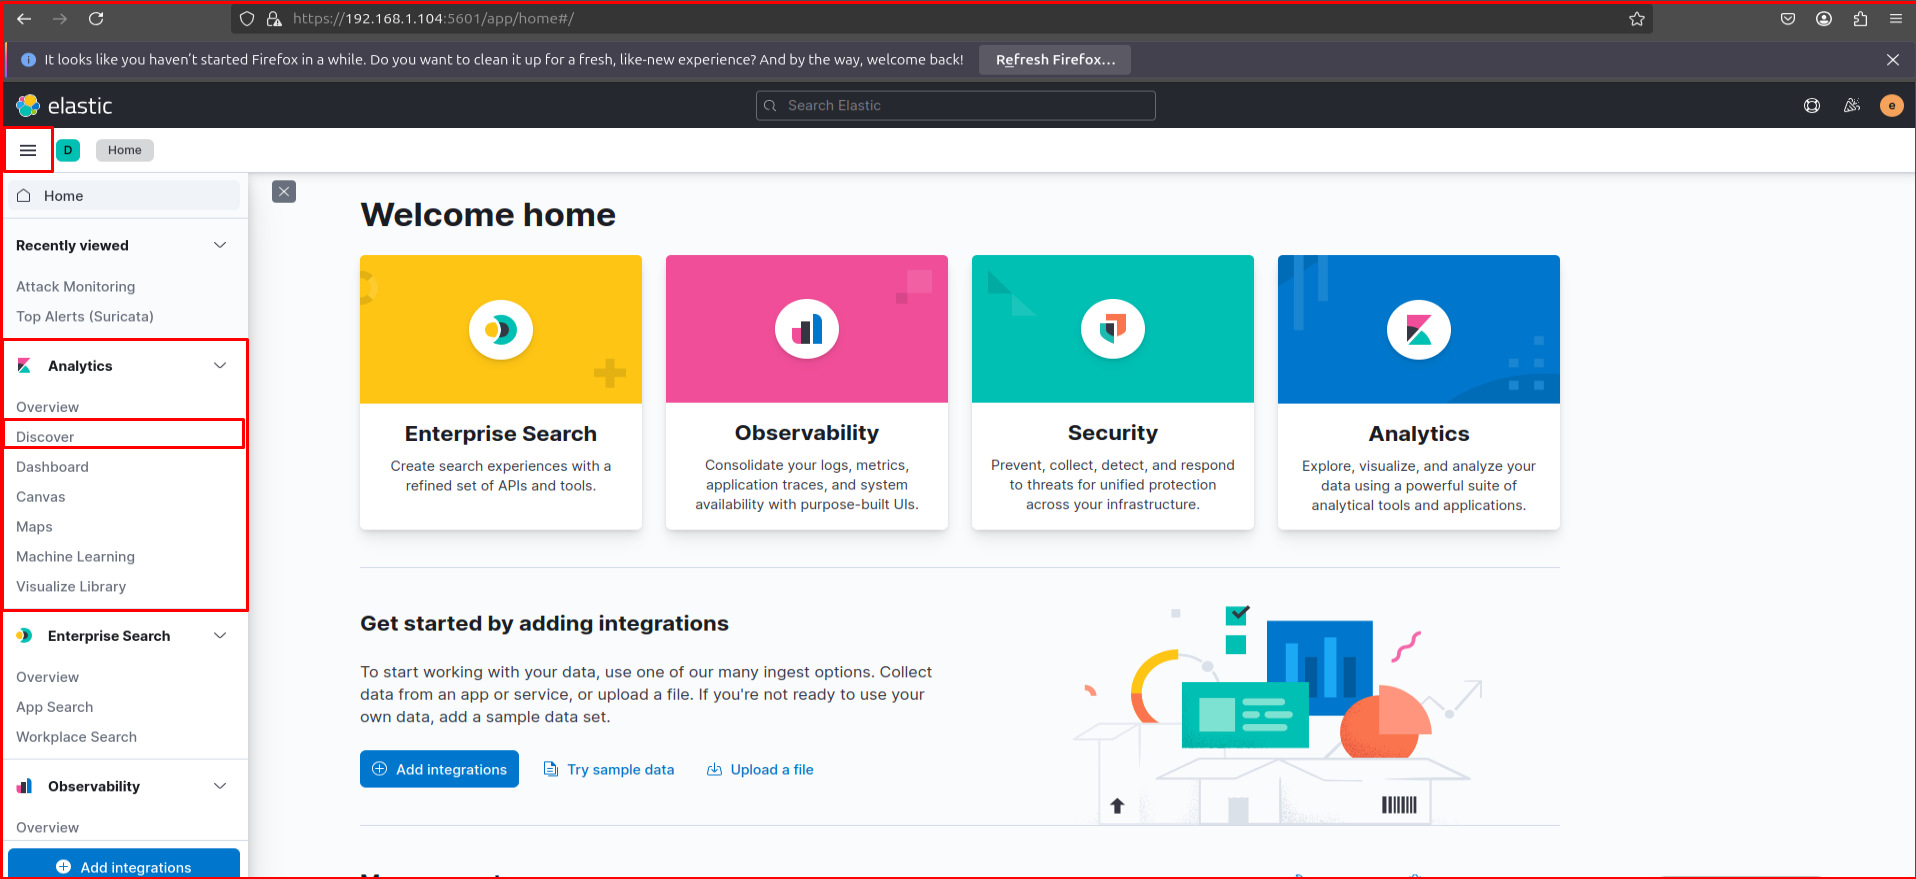 https://192.168.1.104:5601/app/home#/
It looks like you haven't started Firefox in a while. Do you want to clean it up for a fresh, like-new experience? And by the way, welcome back! Refresh Firefox...
elastic
Search Elastic
e
D
Home
Home
Recently viewed
Attack Monitoring
Top Alerts (Suricata)
Analytics
Overview
Discover
Dashboard
Canvas
Maps
Machine Learning
Visualize Library
Enterprise Search
Overview
App Search
Workplace Search
Observability
Overview
Add integrations
Welcome home
Enterprise Search
Create search experiences with a
refined set of APIs and tools.
Observability
Consolidate your logs, metrics,
application traces, and system
availability with purpose-built UIs.
Security
Prevent, collect, detect, and respond
to threats for unified protection
across your infrastructure.
Analytics
Explore, visualize, and analyze your
data using a powerful suite of
analytical tools and applications.
Get started by adding integrations
To start working with your data, use one of our many ingest options. Collect
data from an app or service, or upload a file. If you're not ready to use your
own data, add a sample data set.
Add integrations
Try sample data
Upload a file